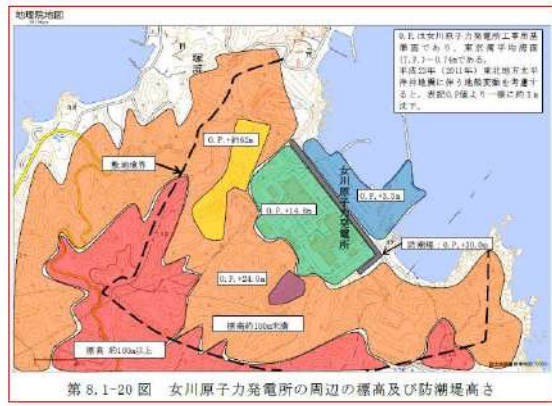 地理院地図
O.P.は女川原子力発電所工事用基
準面であり、東京湾平均海面
(T.P.)-0.74mである。
平成23年(2011年)東北地方太平
洋沖地震に伴う地殻変動を考慮す
ると、表記O.P値より一様に約1m
沈下。
塚浜
O.P.+約60m
敷地境界
O.P.+14.8m
女川原子力発電所
防潮堤:O.P.+29.0m
O.P.+24.0m
標高約100m未満
標高 約100m以上
第 8.1-20 図 女川原子力発電所の周辺の標高及び防潮堤高さ